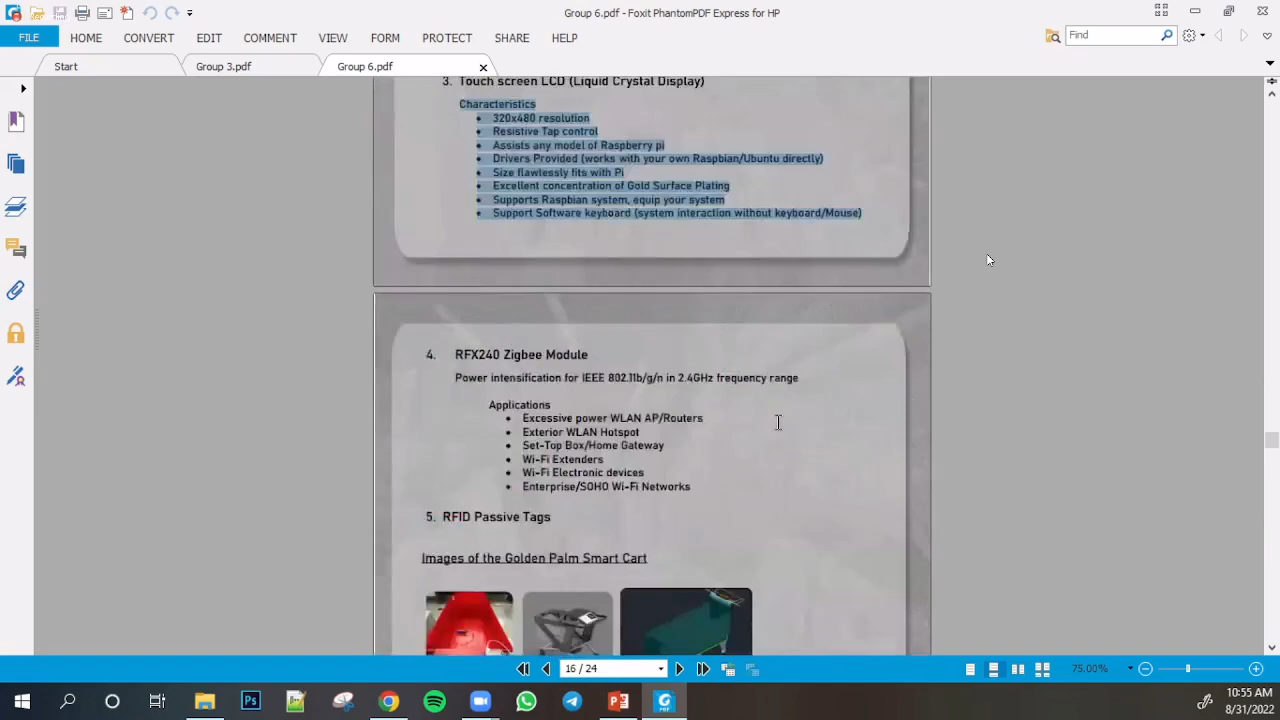 Group 6.pdf - Foxit PhantomPDF Express for HP
FILE HOME CONVERT EDIT COMMENT VIEW FORM PROTECT SHARE HELP
Find
Start Group 3.pdf Group 6.pdf
3. Touch screen LCD (Liquid Crystal Display)
Characteristics
• 320x480 resolution
• Resistive Tap control
• Assists any model of Raspberry pi
• Drivers Provided (works with your own Raspbian/Ubuntu directly)
• Size flawlessly fits with Pi
• Excellent concentration of Gold Surface Plating
• Supports Raspbian system, equip your system
• Support Software keyboard (system interaction without keyboard/Mouse)
4. RFX240 Zigbee Module
Power intensification for IEEE 802.11b/g/n in 2.4GHz frequency range
Applications
• Excessive power WLAN AP/Routers
• Exterior WLAN Hotspot
• Set-Top Box/Home Gateway
• Wi-Fi Extenders
• Wi-Fi Electronic devices
• Enterprise/SOHO Wi-Fi Networks
5. RFID Passive Tags
Images of the Golden Palm Smart Cart
16 / 24
75.00%
Ps
10:55 AM
8/31/2022